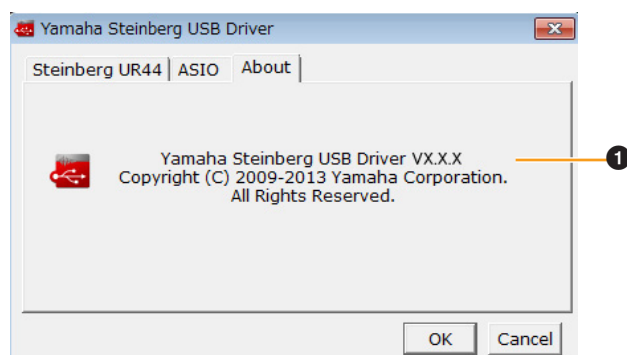 Yamaha Steinberg USB Driver
Steinberg UR44 ASIO About
Yamaha Steinberg USB Driver VX.X.X
Copyright (C) 2009-2013 Yamaha Corporation.
All Rights Reserved.
1
OK Cancel